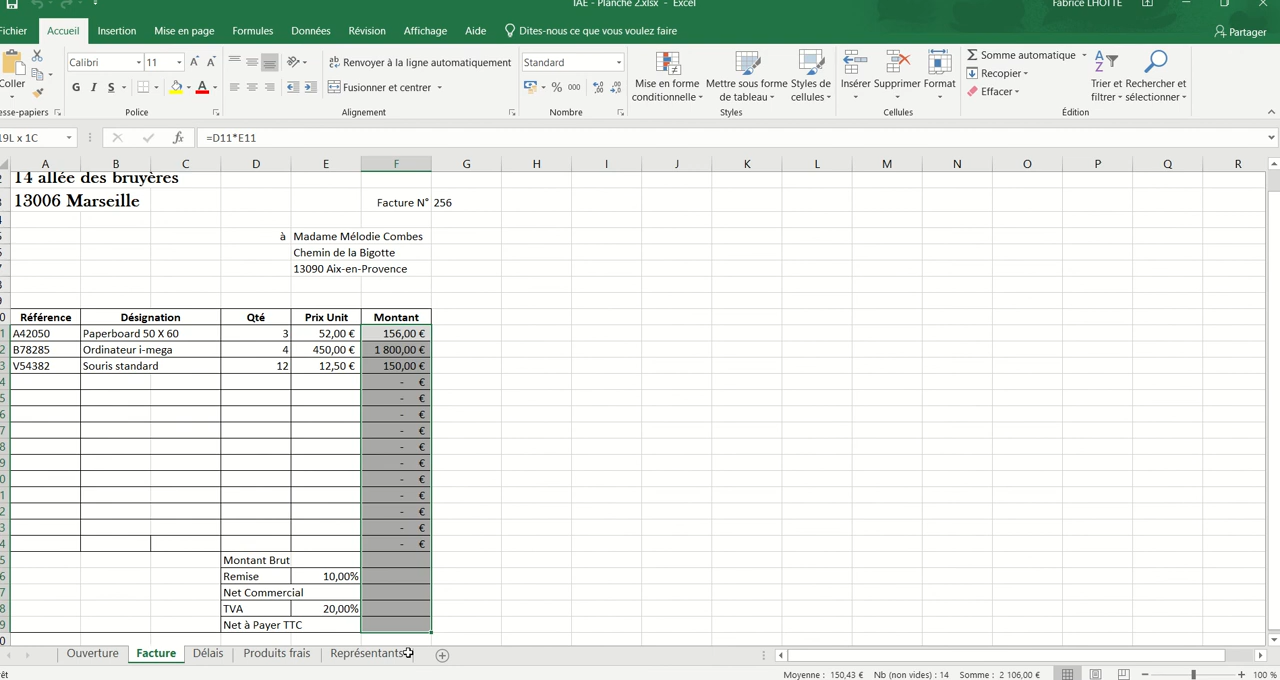 IAE - Planche 2.xlsx - Excel
Fabrice LHOTTE
Fichier Accueil Insertion Mise en page Formules Données Révision Affichage Aide Dites-nous ce que vous voulez faire Partager
Coller
Calibri 11
Renvoyer à la ligne automatiquement
Standard
G I S
Fusionner et centrer
% 000
Mise en forme conditionnelle
Mettre sous forme de tableau
Styles de cellules
Insérer Supprimer Format
Somme automatique
Recopier
Effacer
Trier et filtrer
Rechercher et sélectionner
esse-papiers Police Alignement Nombre Styles Cellules Édition
19L x 1C
fx =D11*E11
A B C D E F G H I J K L M N O P Q R
14 allée des bruyères
13006 Marseille
Facture N° 256
à Madame Mélodie Combes
Chemin de la Bigotte
13090 Aix-en-Provence
Référence Désignation Qté Prix Unit Montant
A42050 Paperboard 50 X 60 3 52,00 € 156,00 €
B78285 Ordinateur i-mega 4 450,00 € 1 800,00 €
V54382 Souris standard 12 12,50 € 150,00 €
- €
- €
- €
- €
- €
- €
- €
- €
- €
- €
- €
Montant Brut
Remise 10,00%
Net Commercial
TVA 20,00%
Net à Payer TTC
Ouverture Facture Délais Produits frais Représentants
Moyenne : 150,43 € Nb (non vides) : 14 Somme : 2 106,00 € 100 %